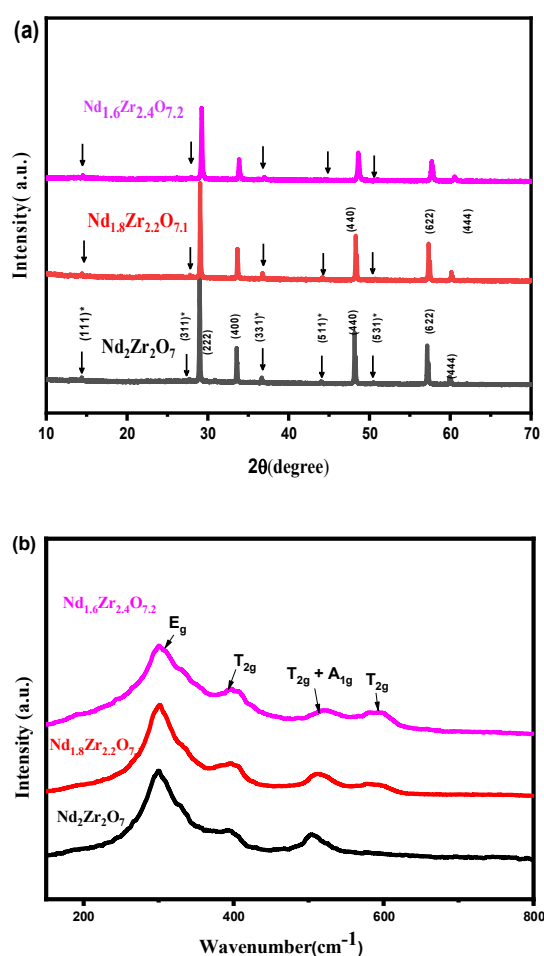 (a)
Nd1.6Zr2.4O7.2
Nd1.8Zr2.2O7.1
(440)
(622)
(444)
Nd2Zr2O7
(111)*
(311)*
(222)
(400)
(331)*
(511)*
(440)
(531)*
(622)
(444)
Intensity( a.u.)
10 20 30 40 50 60 70
2θ(degree)
(b)
Nd1.6Zr2.4O7.2
Eg
T2g
T2g + A1g
T2g
Nd1.8Zr2.2O7
Nd2Zr2O7
Intensity (a.u.)
200 400 600 800
Wavenumber(cm-1)